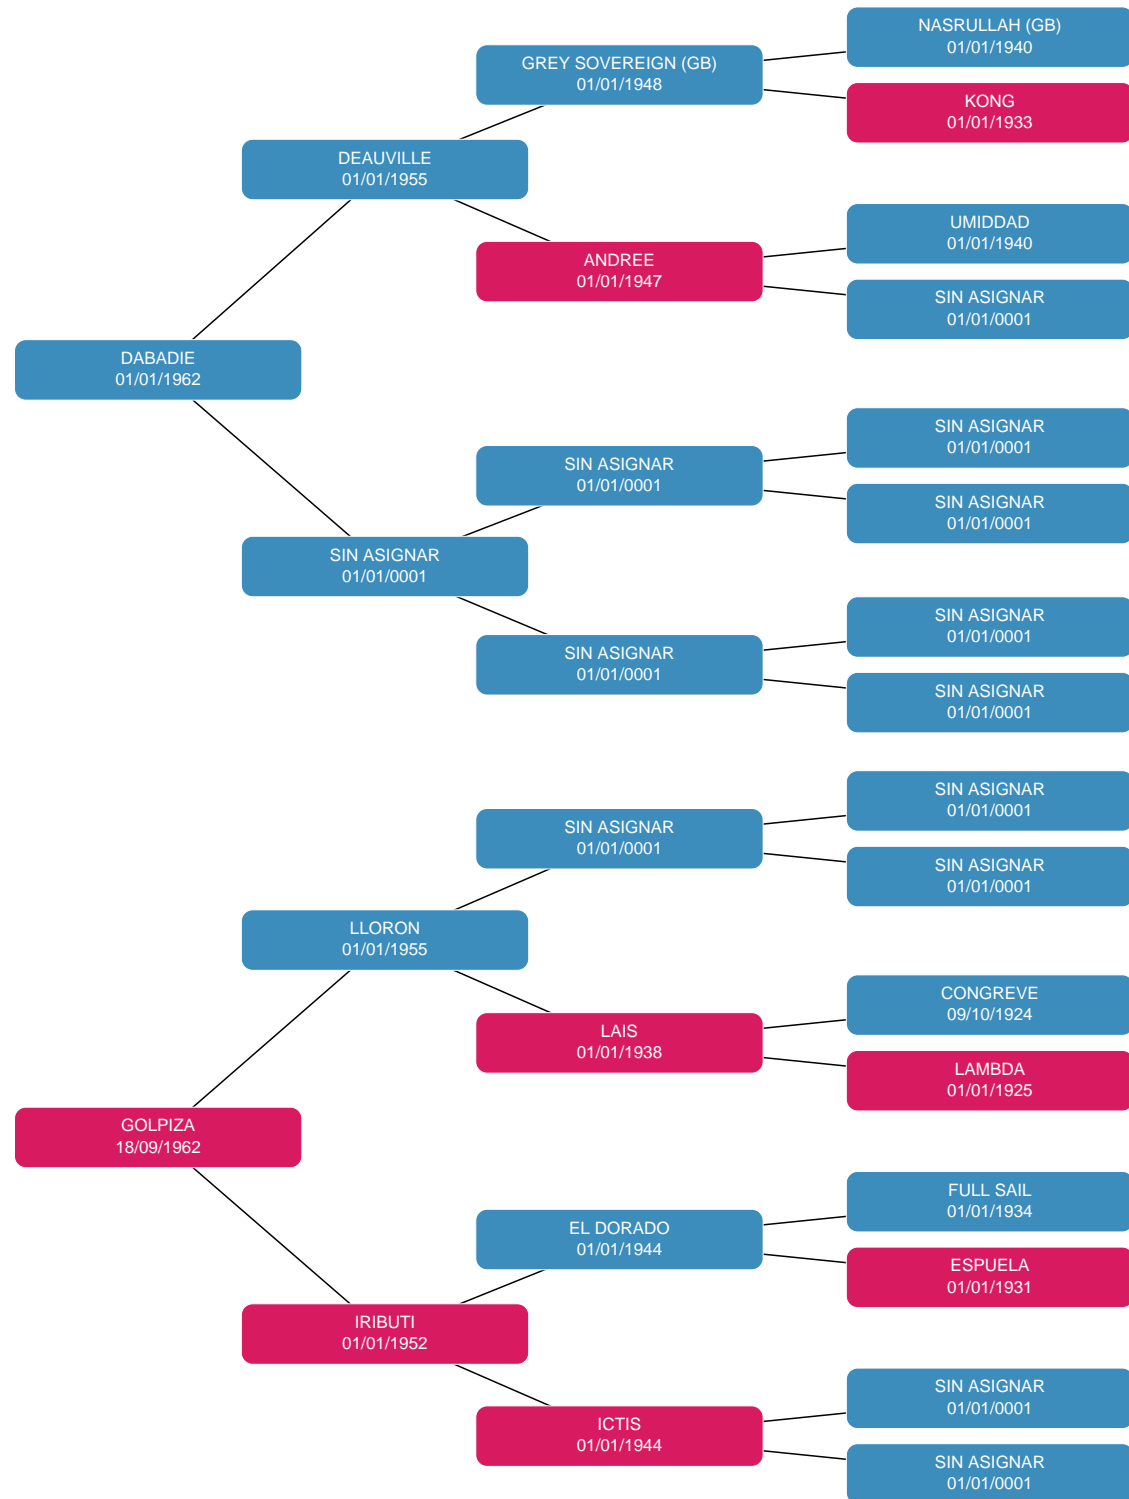 NASRULLAH (GB)
01/01/1940
GREY SOVEREIGN (GB)
01/01/1948
KONG
01/01/1933
DEAUVILLE
01/01/1955
UMIDDAD
01/01/1940
ANDREE
01/01/1947
SIN ASIGNAR
01/01/0001
DABADIE
01/01/1962
SIN ASIGNAR
01/01/0001
SIN ASIGNAR
01/01/0001
SIN ASIGNAR
01/01/0001
SIN ASIGNAR
01/01/0001
SIN ASIGNAR
01/01/0001
SIN ASIGNAR
01/01/0001
SIN ASIGNAR
01/01/0001
SIN ASIGNAR
01/01/0001
SIN ASIGNAR
01/01/0001
SIN ASIGNAR
01/01/0001
LLORON
01/01/1955
CONGREVE
09/10/1924
LAIS
01/01/1938
LAMBDA
01/01/1925
GOLPIZA
18/09/1962
FULL SAIL
01/01/1934
EL DORADO
01/01/1944
ESPUELA
01/01/1931
IRIBUTI
01/01/1952
SIN ASIGNAR
01/01/0001
ICTIS
01/01/1944
SIN ASIGNAR
01/01/0001